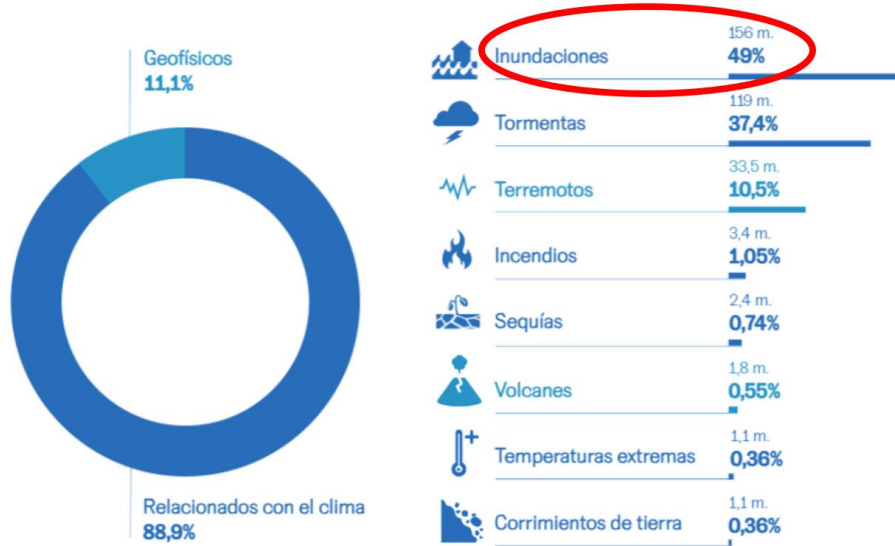 Geofísicos
11,1%
Relacionados con el clima
88,9%
156 m.
Inundaciones 49%
119 m.
Tormentas 37,4%
33,5 m.
Terremotos 10,5%
3,4 m.
Incendios 1,05%
2,4 m.
Sequías 0,74%
1,8 m.
Volcanes 0,55%
1,1 m.
Temperaturas extremas 0,36%
1,1 m.
Corrimientos de tierra 0,36%